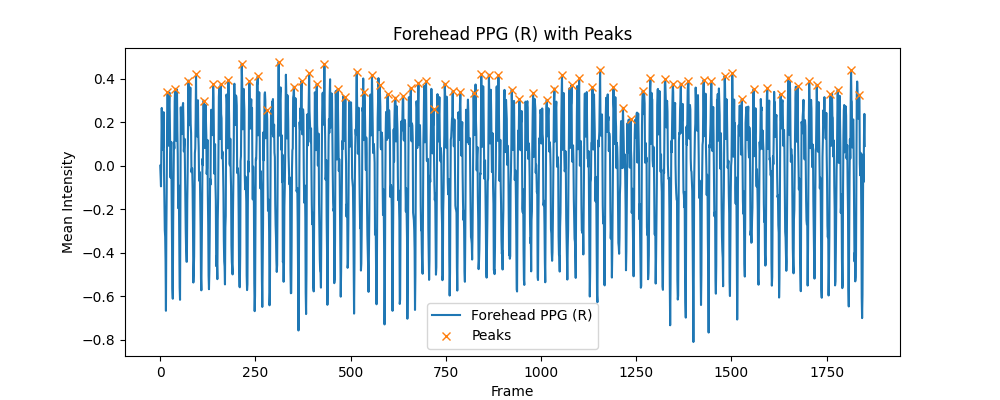 Forehead PPG (R) with Peaks
Mean Intensity
0.4
0.2
0.0
−0.2
−0.4
−0.6
−0.8
0 250 500 750 1000 1250 1500 1750
Frame
Forehead PPG (R)
Peaks